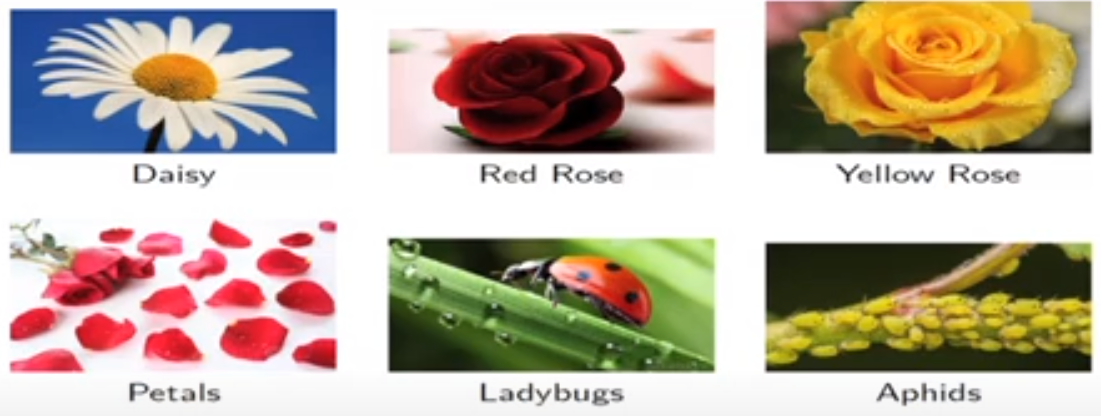 Daisy
Red Rose
Yellow Rose
Petals
Ladybugs
Aphids